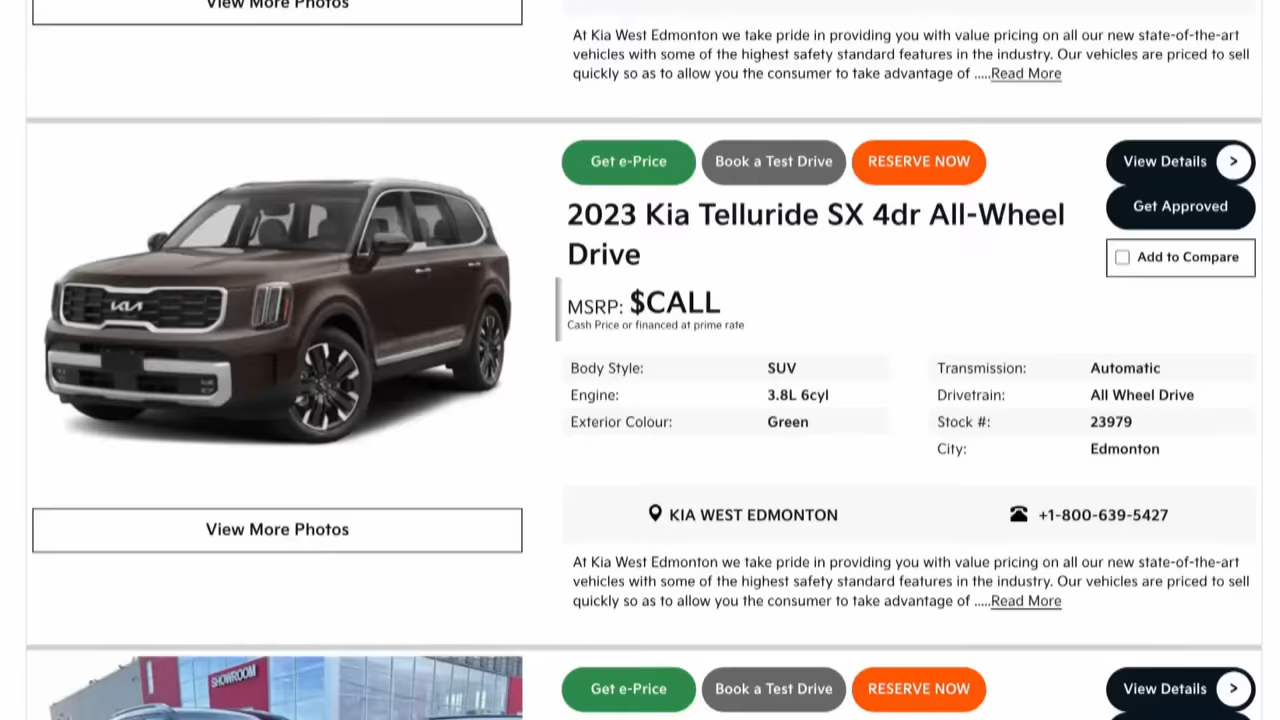 View More Photos
At Kia West Edmonton we take pride in providing you with value pricing on all our new state-of-the-art
vehicles with some of the highest safety standard features in the industry. Our vehicles are priced to sell
quickly so as to allow you the consumer to take advantage of .....Read More
Get e-Price
Book a Test Drive
RESERVE NOW
View Details >
Get Approved
Add to Compare
2023 Kia Telluride SX 4dr All-Wheel
Drive
MSRP: $CALL
Cash Price or financed at prime rate
Body Style: SUV
Engine: 3.8L 6cyl
Exterior Colour: Green
Transmission: Automatic
Drivetrain: All Wheel Drive
Stock #: 23979
City: Edmonton
KIA
View More Photos
KIA WEST EDMONTON
+1-800-639-5427
At Kia West Edmonton we take pride in providing you with value pricing on all our new state-of-the-art
vehicles with some of the highest safety standard features in the industry. Our vehicles are priced to sell
quickly so as to allow you the consumer to take advantage of .....Read More
SHOWROOM
Get e-Price
Book a Test Drive
RESERVE NOW
View Details >